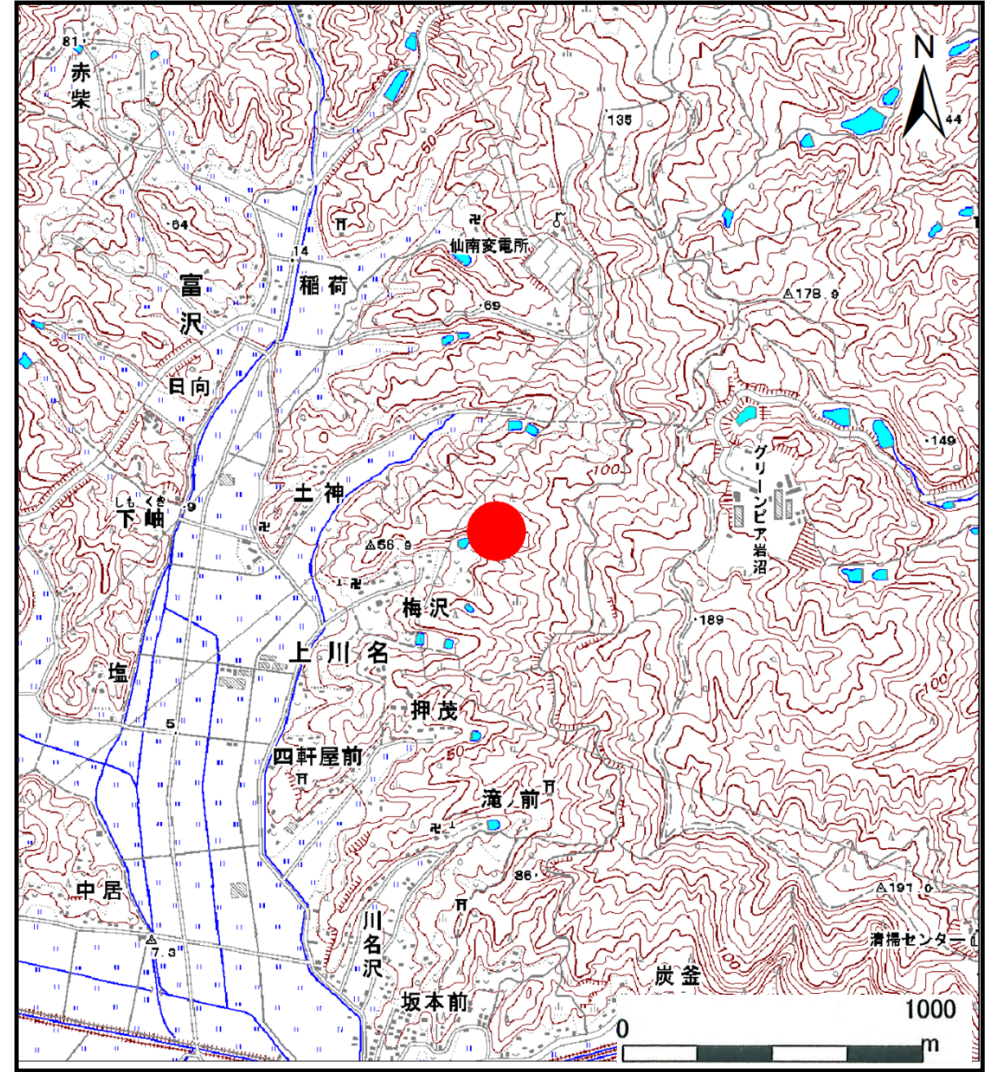 81
赤柴
N
135
44
50
64
卍
仙南変電所
14
稲荷
富沢
178.9
69
50
日向
149
100
グリーンピア岩沼
土神
しも くき
下岫
9
卍
56.9
卍
梅沢
189
上川名
塩
100
押茂
5
50
四軒屋前
滝ノ前
卍
86
中居
191.0
川名沢
7.3
清掃センター
炭釜
坂本前
0
1000
m